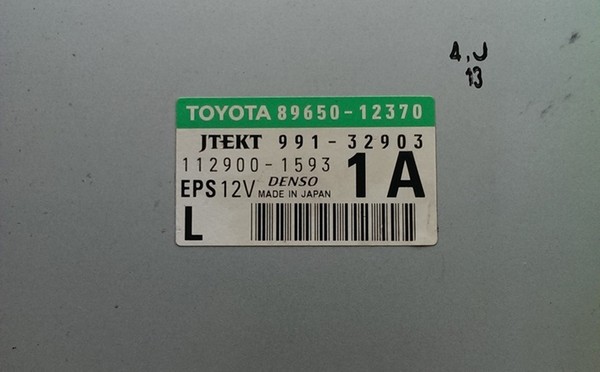 4.J
13
TOYOTA 89650-12370
JTEKT 991-32903
112900-1593 1A
EPS 12V DENSO
MADE IN JAPAN
L